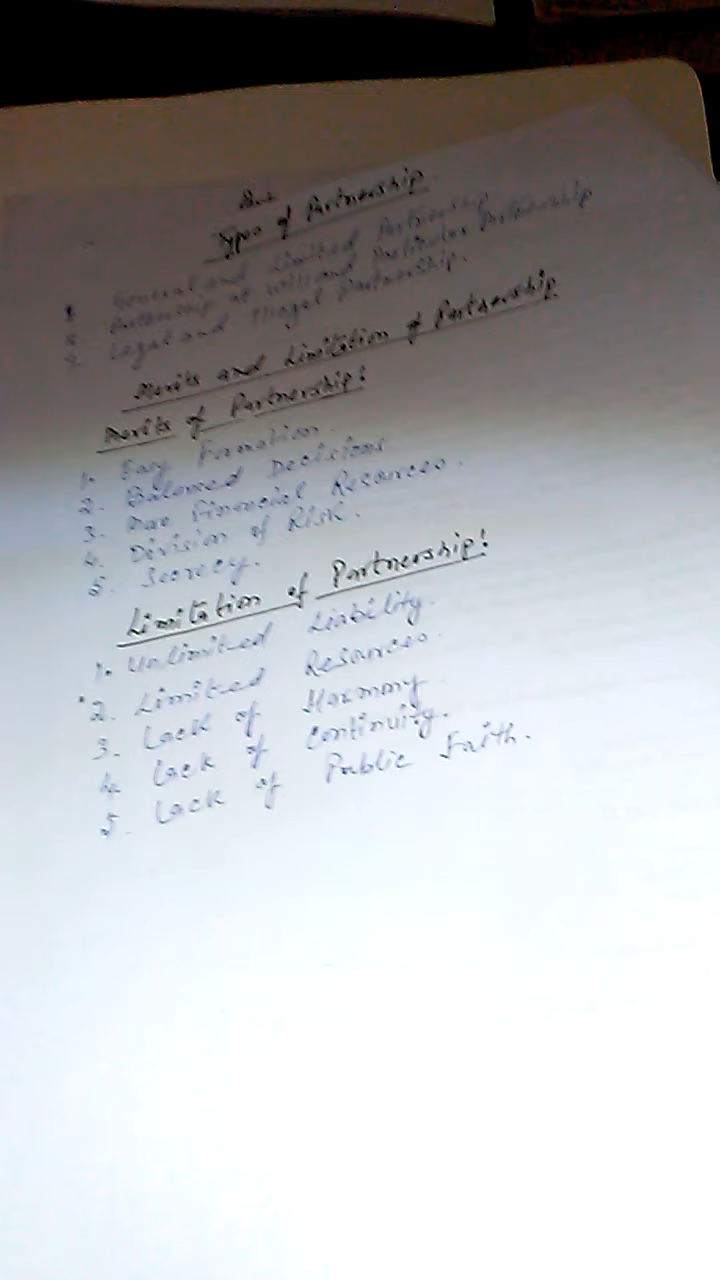 Types of Partnership
1. General and Limited Partnership
2. Partnership at will and Particular Partnership
3. Legal and Illegal Partnership.
Merits and Limitation of Partnership
Merits of Partnership:
1. Easy Formation.
2. Balanced Decisions
3. More Financial Resources.
4. Division of Risk.
5. Secrecy.
Limitation of Partnership:
1. Unlimited Liability.
2. Limited Resources.
3. Lack of Harmony
4. Lack of Continuity.
5. Lack of Public Faith.